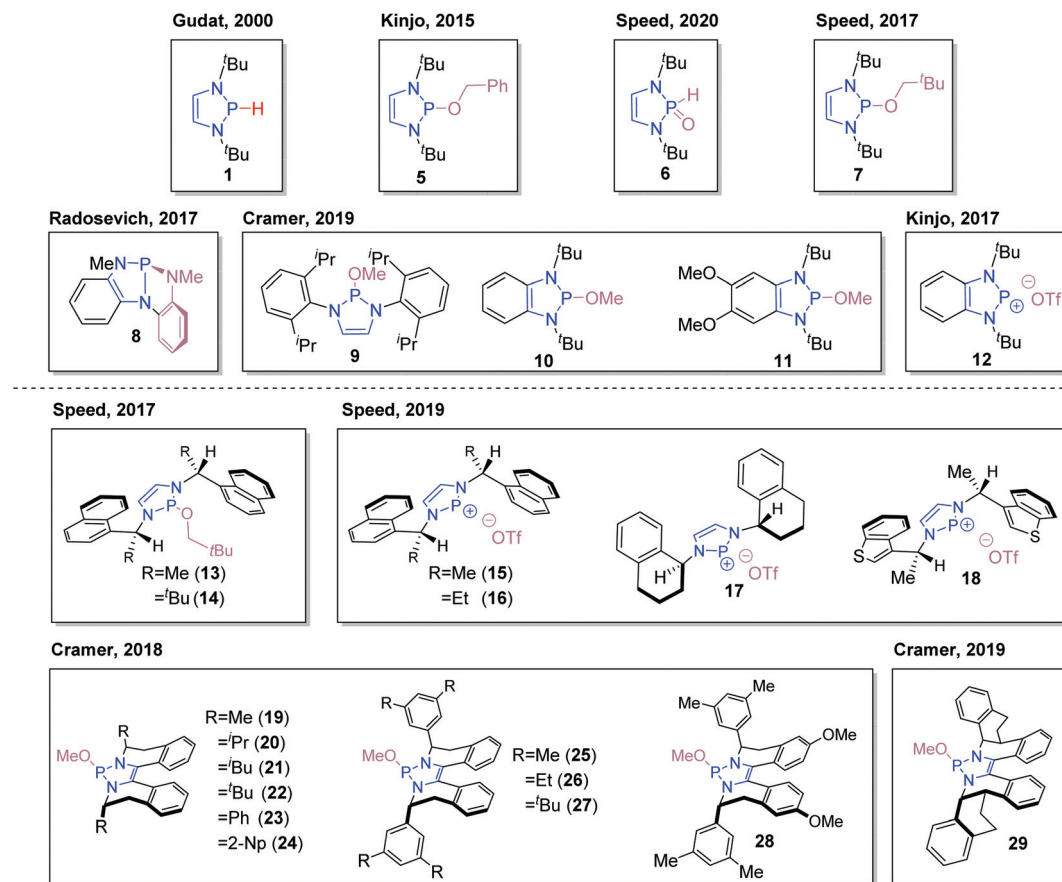 Gudat, 2000
Kinjo, 2015
Speed, 2020
Speed, 2017
tBu
N
P
H
N
tBu
1
tBu
N
P
O
Ph
N
tBu
5
tBu
N
H
P
O
N
tBu
6
tBu
N
tBu
P
O
N
tBu
7
Radosevich, 2017
Cramer, 2019
Kinjo, 2017
MeN
P
NMe
N
8
iPr
iPr
OMe
P
N
N
iPr
iPr
9
tBu
N
P
OMe
N
tBu
10
tBu
MeO
N
P
OMe
MeO
N
tBu
11
tBu
N
P
⊕
⊖
OTf
N
tBu
12
Speed, 2017
Speed, 2019
R
H
N
P
N
O
R
H
tBu
R=Me (13)
=tBu (14)
R
H
N
P
N
⊕
⊖
OTf
R
H
R=Me (15)
=Et (16)
H
N
N
P
⊕
⊖
OTf
H
17
Me
H
N
P
N
⊕
S
⊖
OTf
S
Me
H
18
Cramer, 2018
Cramer, 2019
R
MeO
N
P
N
R
R=Me (19)
=iPr (20)
=iBu (21)
=tBu (22)
=Ph (23)
=2-Np (24)
R
R
MeO
N
P
N
R
R
R=Me (25)
=Et (26)
=tBu (27)
Me
Me
OMe
MeO
N
P
N
OMe
Me
Me
28
MeO
N
P
N
29